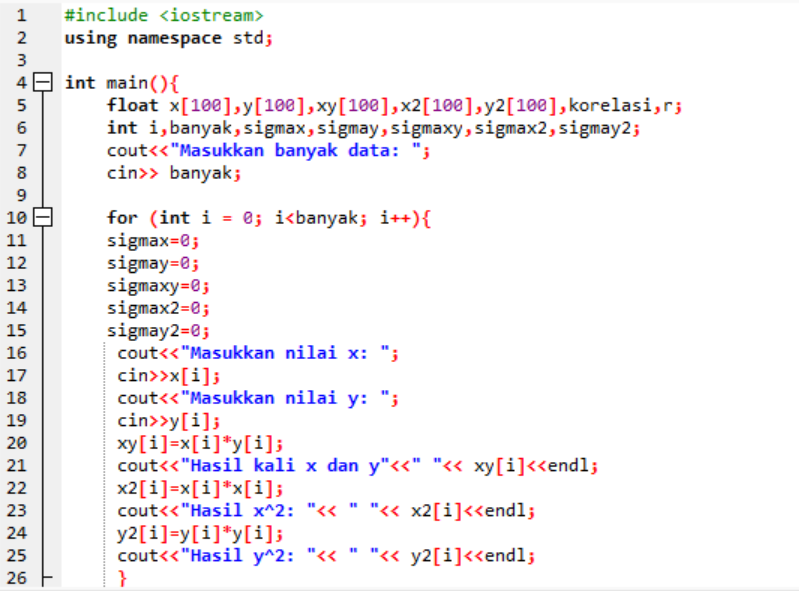 1 #include <iostream>
2 using namespace std;
3
4 int main(){
5 float x[100],y[100],xy[100],x2[100],y2[100],korelasi,r;
6 int i,banyak,sigmax,sigmay,sigmaxy,sigmax2,sigmay2;
7 cout<<"Masukkan banyak data: ";
8 cin>> banyak;
9
10 for (int i = 0; i<banyak; i++){
11 sigmax=0;
12 sigmay=0;
13 sigmaxy=0;
14 sigmax2=0;
15 sigmay2=0;
16 cout<<"Masukkan nilai x: ";
17 cin>>x[i];
18 cout<<"Masukkan nilai y: ";
19 cin>>y[i];
20 xy[i]=x[i]*y[i];
21 cout<<"Hasil kali x dan y"<<" "<< xy[i]<<endl;
22 x2[i]=x[i]*x[i];
23 cout<<"Hasil x^2: "<< " "<< x2[i]<<endl;
24 y2[i]=y[i]*y[i];
25 cout<<"Hasil y^2: "<< " "<< y2[i]<<endl;
26 }